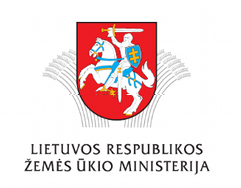 LIETUVOS RESPUBLIKOS
ŽEMĖS ŪKIO MINISTERIJA